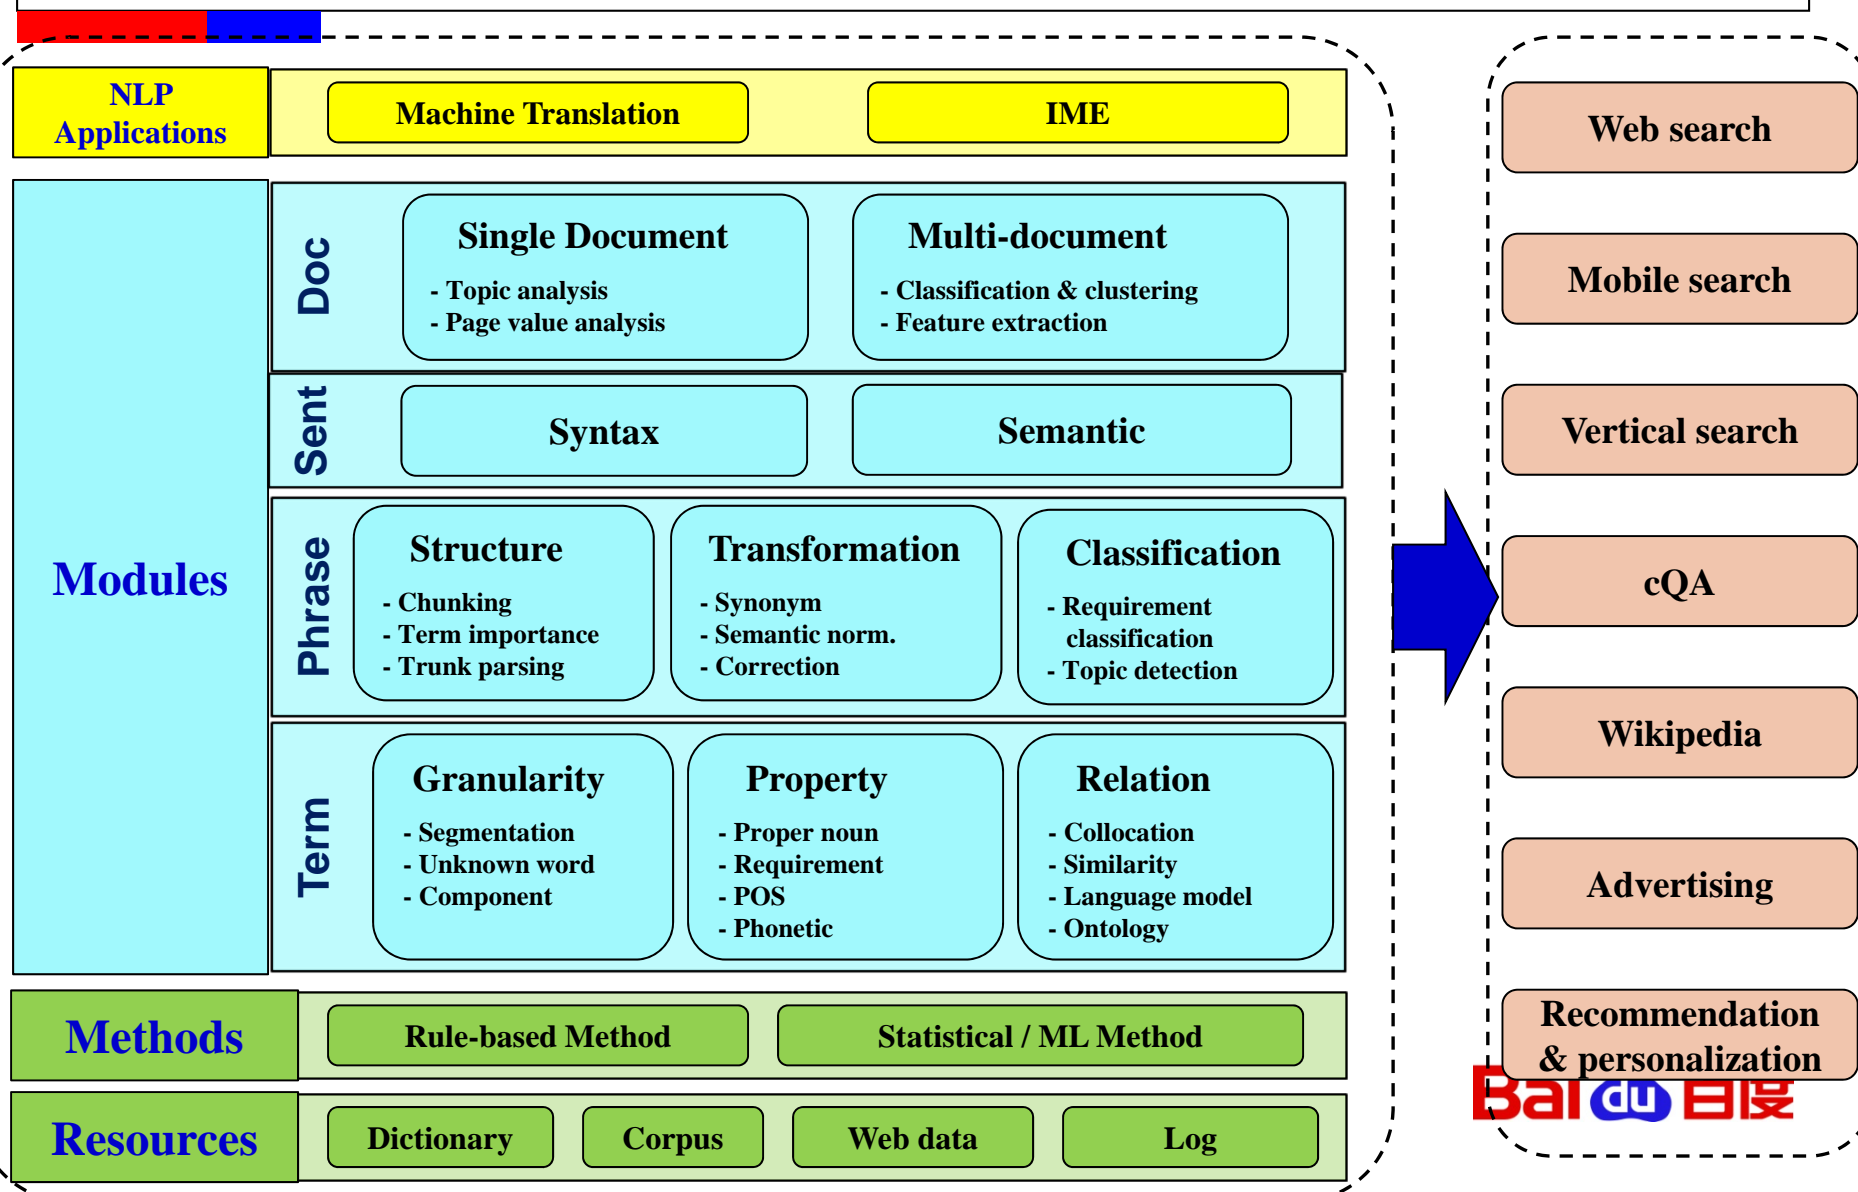 NLP
Applications
Machine Translation
IME
Modules
Doc
Single Document
- Topic analysis
- Page value analysis
Multi-document
- Classification & clustering
- Feature extraction
Sent
Syntax
Semantic
Phrase
Structure
- Chunking
- Term importance
- Trunk parsing
Transformation
- Synonym
- Semantic norm.
- Correction
Classification
- Requirement
classification
- Topic detection
Term
Granularity
- Segmentation
- Unknown word
- Component
Property
- Proper noun
- Requirement
- POS
- Phonetic
Relation
- Collocation
- Similarity
- Language model
- Ontology
Methods
Rule-based Method
Statistical / ML Method
Resources
Dictionary
Corpus
Web data
Log
Web search
Mobile search
Vertical search
cQA
Wikipedia
Advertising
Recommendation
& personalization
Baidu 百度